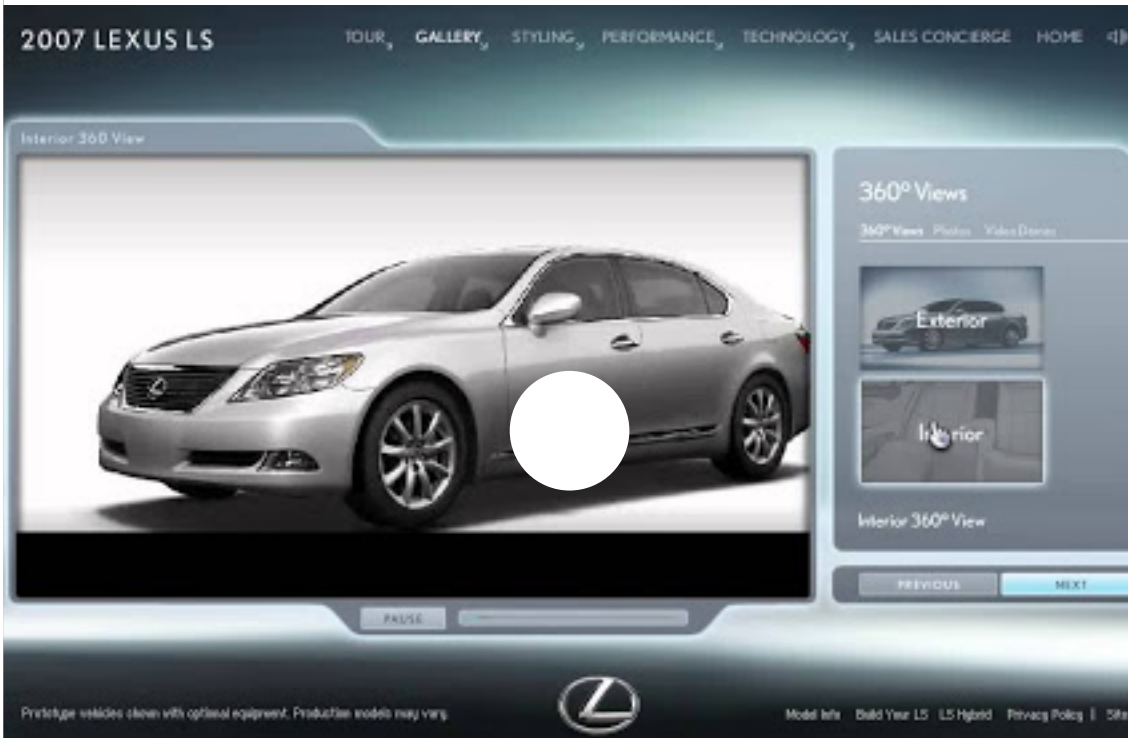 2007 LEXUS LS
TOUR GALLERY STYLING PERFORMANCE TECHNOLOGY SALES CONCIERGE HOME
Interior 360 View
360° Views
360° Views Photos Video Demos
Exterior
Interior
Interior 360° View
PREVIOUS NEXT
PAUSE
Prototype vehicles shown with optional equipment. Production models may vary.
Model Info Build Your LS LS Hybrid Privacy Policy | Site